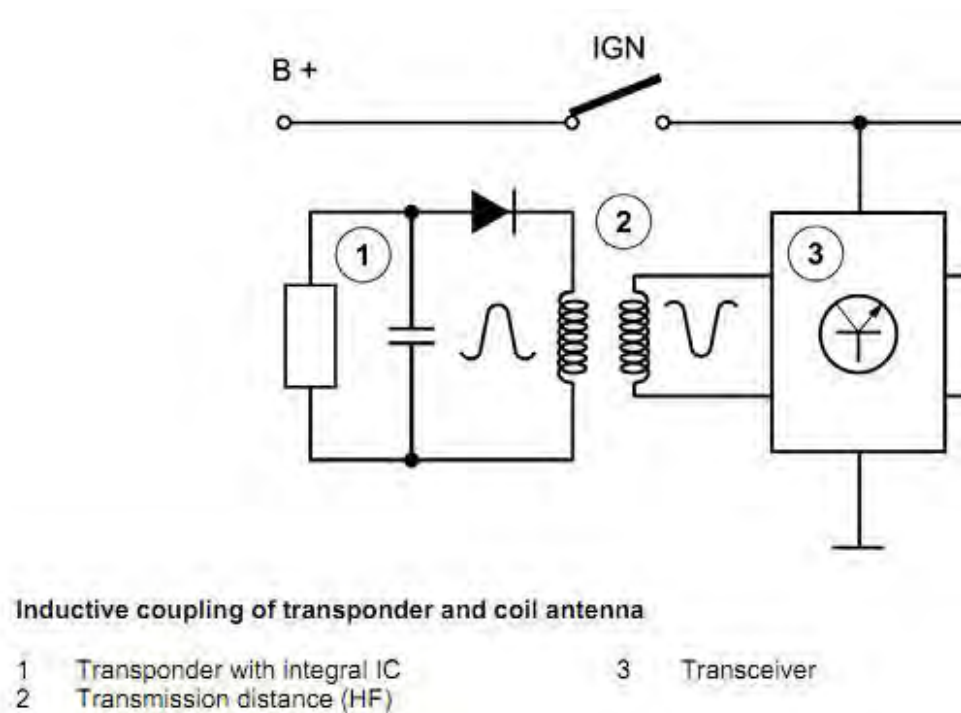 IGN
B +
2
1
3
Inductive coupling of transponder and coil antenna
1 Transponder with integral IC 3 Transceiver
2 Transmission distance (HF)